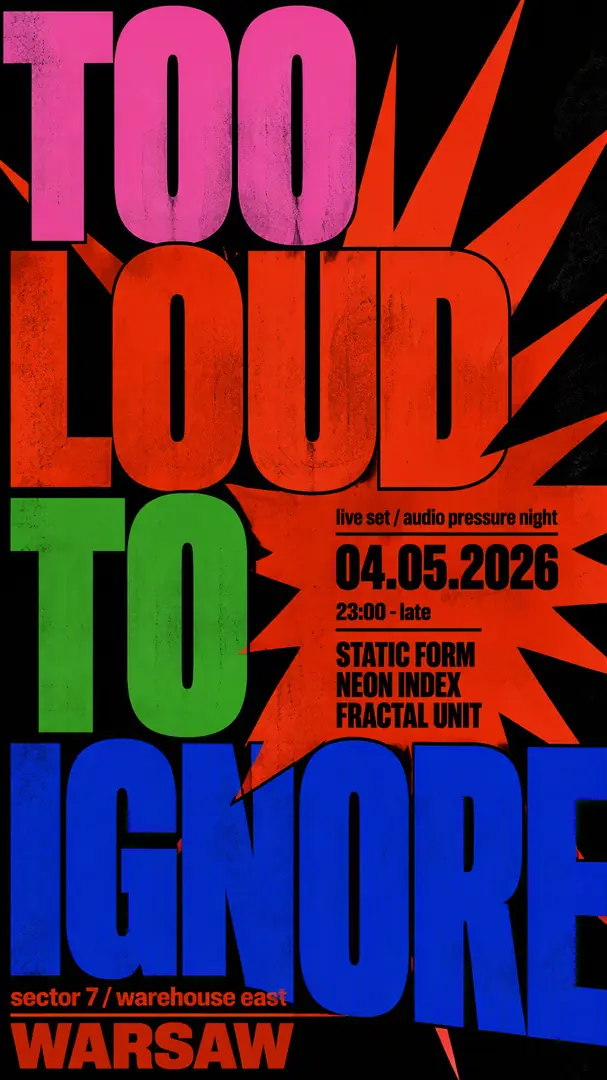 TOO
LOUD
TO
live set / audio pressure night
04.05.2026
23:00 - late
STATIC FORM
NEON INDEX
FRACTAL UNIT
IGNORE
sector 7 / warehouse east
WARSAW